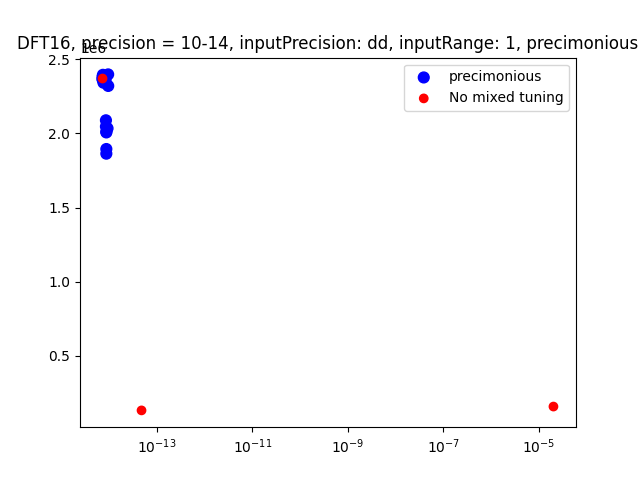 DFT16, precision = 10-14, inputPrecision: dd, inputRange: 1, precimonious
1e6
precimonious
No mixed tuning
2.5
2.0
1.5
1.0
0.5
10⁻¹³ 10⁻¹¹ 10⁻⁹ 10⁻⁷ 10⁻⁵